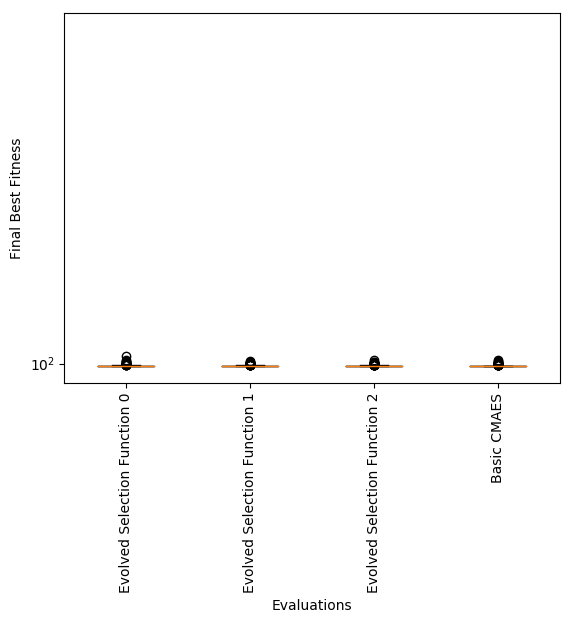 Final Best Fitness
10²
Evolved Selection Function 0
Evolved Selection Function 1
Evolved Selection Function 2
Basic CMAES
Evaluations